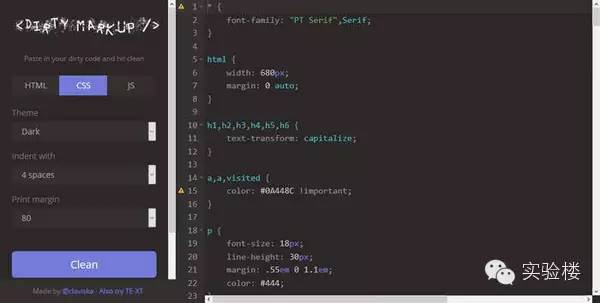 <DIRTY MARKUP />
Paste in your dirty code and hit clean
HTML CSS JS
Theme
Dark
Indent with
4 spaces
Print margin
80
Clean
Made by @claviska · Also try TE·XT
1 * {
2 font-family: "PT Serif",Serif;
3 }
4
5 html {
6 width: 680px;
7 margin: 0 auto;
8 }
9
10 h1,h2,h3,h4,h5,h6 {
11 text-transform: capitalize;
12 }
13
14 a,a,visited {
15 color: #0A448C !important;
16 }
17
18 p {
19 font-size: 18px;
20 line-height: 30px;
21 margin: .55em 0 1.1em;
22 color: #444;
23 }
实验楼